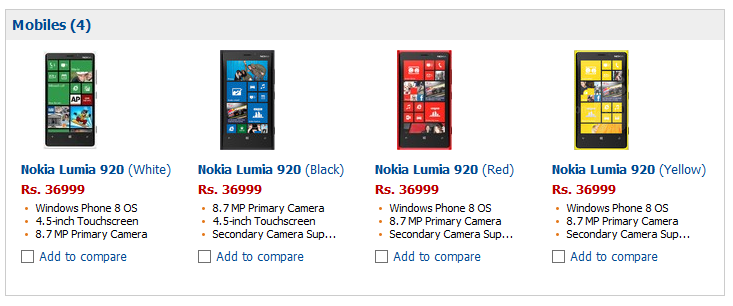 Mobiles (4)
Nokia Lumia 920 (White)
Rs. 36999
Windows Phone 8 OS
4.5-inch Touchscreen
8.7 MP Primary Camera
Add to compare
Nokia Lumia 920 (Black)
Rs. 36999
8.7 MP Primary Camera
4.5-inch Touchscreen
Secondary Camera Sup...
Add to compare
Nokia Lumia 920 (Red)
Rs. 36999
Windows Phone 8 OS
8.7 MP Primary Camera
Secondary Camera Sup...
Add to compare
Nokia Lumia 920 (Yellow)
Rs. 36999
Windows Phone 8 OS
8.7 MP Primary Camera
Secondary Camera Sup...
Add to compare